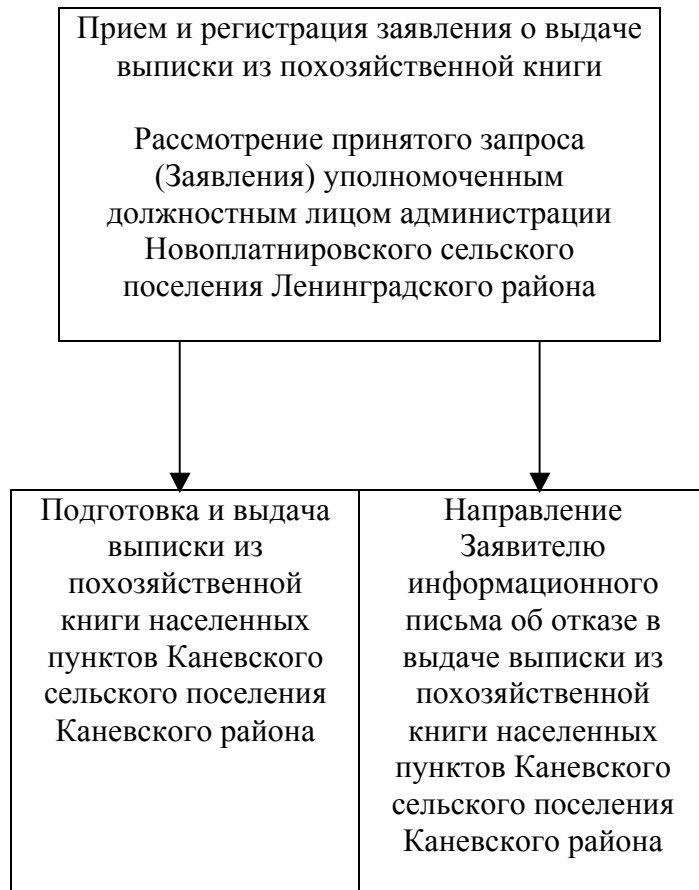 Прием и регистрация заявления о выдаче
выписки из похозяйственной книги
Рассмотрение принятого запроса
(Заявления) уполномоченным
должностным лицом администрации
Новоплатнировского сельского
поселения Ленинградского района
Подготовка и выдача
выписки из
похозяйственной
книги населенных
пунктов Каневского
сельского поселения
Каневского района
Направление
Заявителю
информационного
письма об отказе в
выдаче выписки из
похозяйственной
книги населенных
пунктов Каневского
сельского поселения
Каневского района